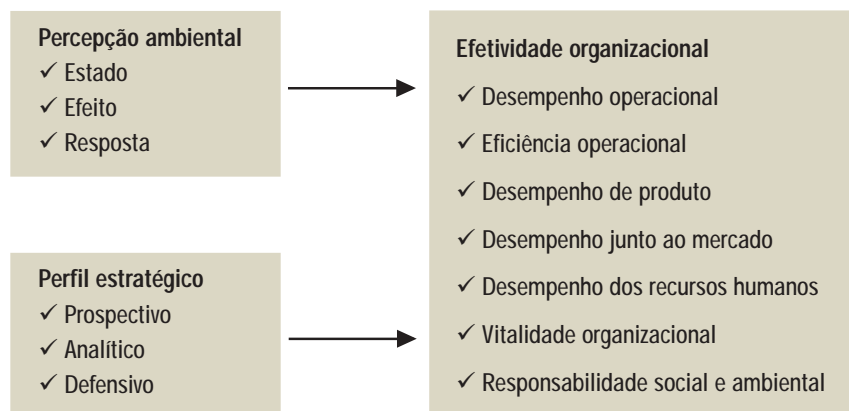 Percepção ambiental
✓ Estado
✓ Efeito
✓ Resposta
Perfil estratégico
✓ Prospectivo
✓ Analítico
✓ Defensivo
Efetividade organizacional
✓ Desempenho operacional
✓ Eficiência operacional
✓ Desempenho de produto
✓ Desempenho junto ao mercado
✓ Desempenho dos recursos humanos
✓ Vitalidade organizacional
✓ Responsabilidade social e ambiental